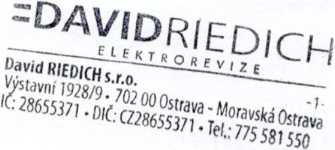 DAVIDRIEDICH
ELEKTROREVIZE
David RIEDICH s.r.o. -1-
Výstavní 1928/9 • 702 00 Ostrava - Moravská Ostrava
IČ: 28655371 • DIČ: CZ28655371 • Tel.: 775 581 550